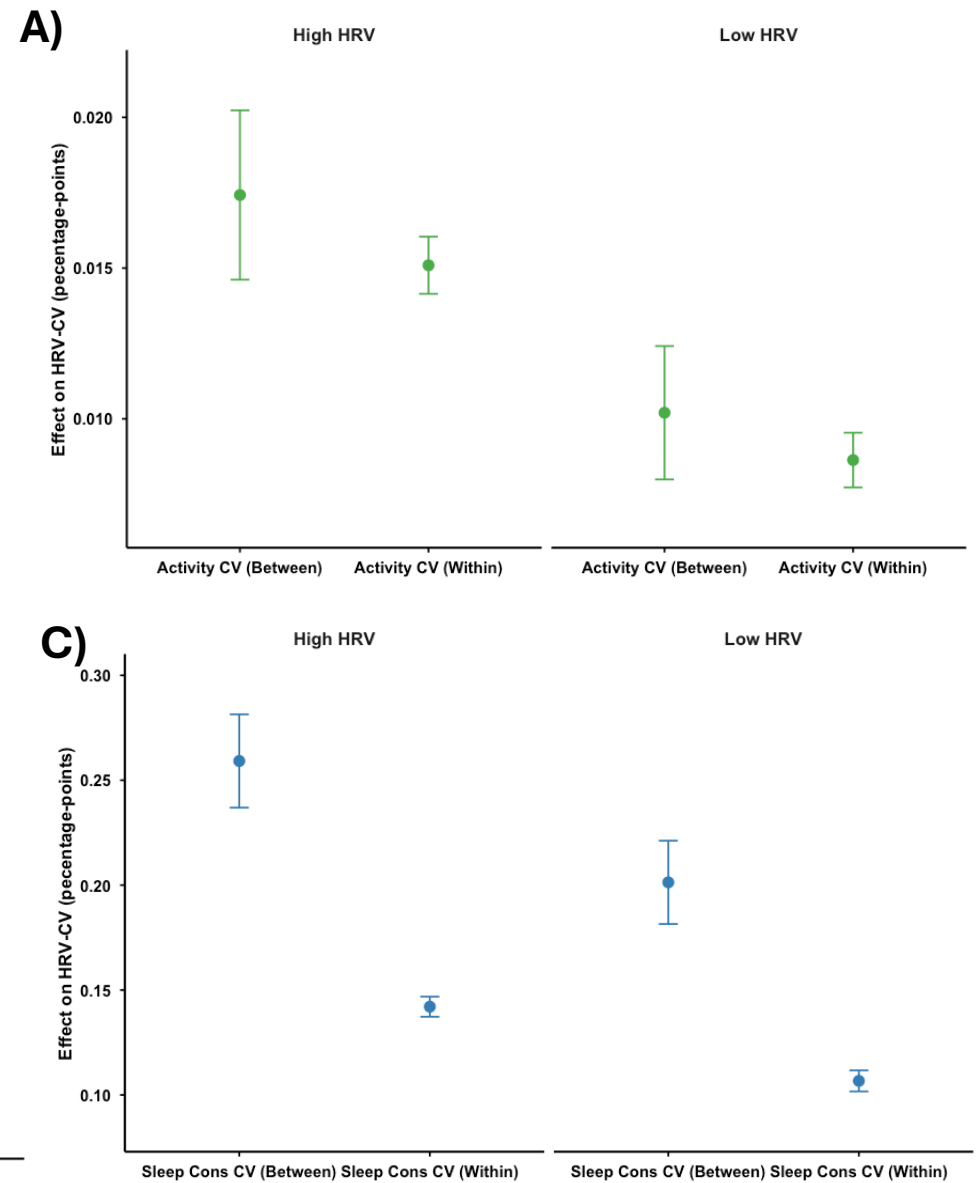 A)
High HRV
Low HRV
Effect on HRV-CV (pecentage-points)
0.020
0.015
0.010
Activity CV (Between)
Activity CV (Within)
Activity CV (Between)
Activity CV (Within)
C)
High HRV
Low HRV
Effect on HRV-CV (pecentage-points)
0.30
0.25
0.20
0.15
0.10
Sleep Cons CV (Between)
Sleep Cons CV (Within)
Sleep Cons CV (Between)
Sleep Cons CV (Within)